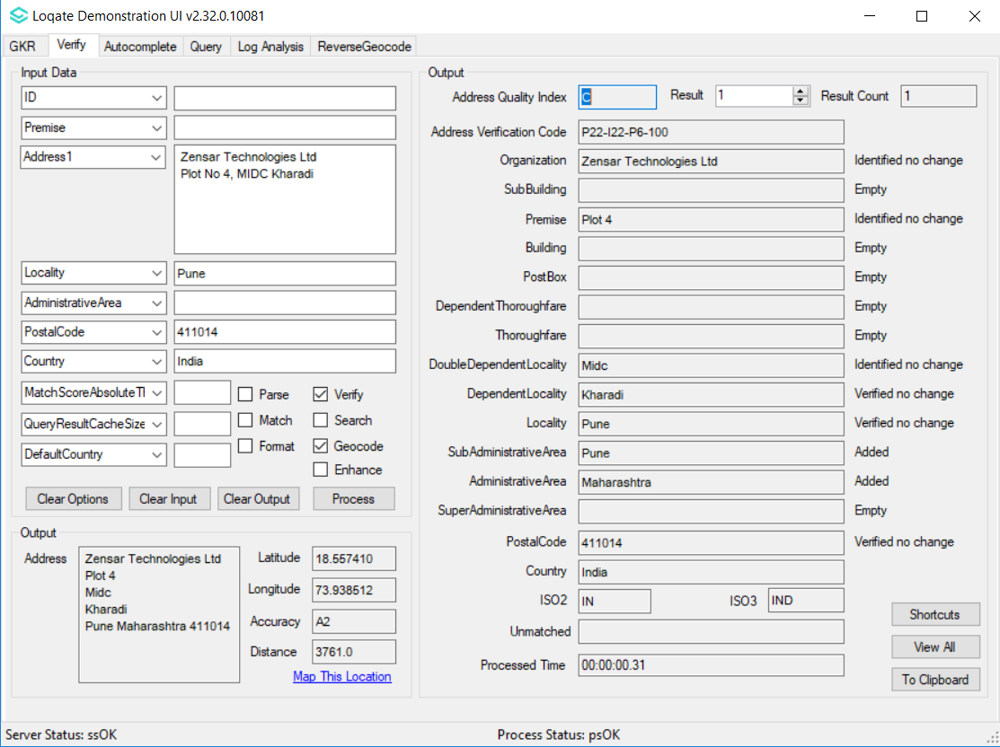 Loqate Demonstration UI v2.32.0.10081
GKR Verify Autocomplete Query Log Analysis ReverseGeocode
Input Data
ID
Premise
Address1
Zensar Technologies Ltd
Plot No 4, MIDC Kharadi
Locality Pune
AdministrativeArea
PostalCode 411014
Country India
MatchScoreAbsoluteTl Parse Verify
QueryResultCacheSize Match Search
DefaultCountry Format Geocode
Enhance
Clear Options Clear Input Clear Output Process
Output
Address
Zensar Technologies Ltd
Plot 4
Midc
Kharadi
Pune Maharashtra 411014
Latitude 18.557410
Longitude 73.938512
Accuracy A2
Distance 3761.0
Map This Location
Output
Address Quality Index C Result 1 Result Count 1
Address Verification Code P22-I22-P6-100
Organization Zensar Technologies Ltd Identified no change
SubBuilding Empty
Premise Plot 4 Identified no change
Building Empty
PostBox Empty
DependentThoroughfare Empty
Thoroughfare Empty
DoubleDependentLocality Midc Identified no change
DependentLocality Kharadi Verified no change
Locality Pune Verified no change
SubAdministrativeArea Pune Added
AdministrativeArea Maharashtra Added
SuperAdministrativeArea Empty
PostalCode 411014 Verified no change
Country India
ISO2 IN ISO3 IND
Unmatched
Processed Time 00:00:00.31
Shortcuts
View All
To Clipboard
Server Status: ssOK Process Status: psOK